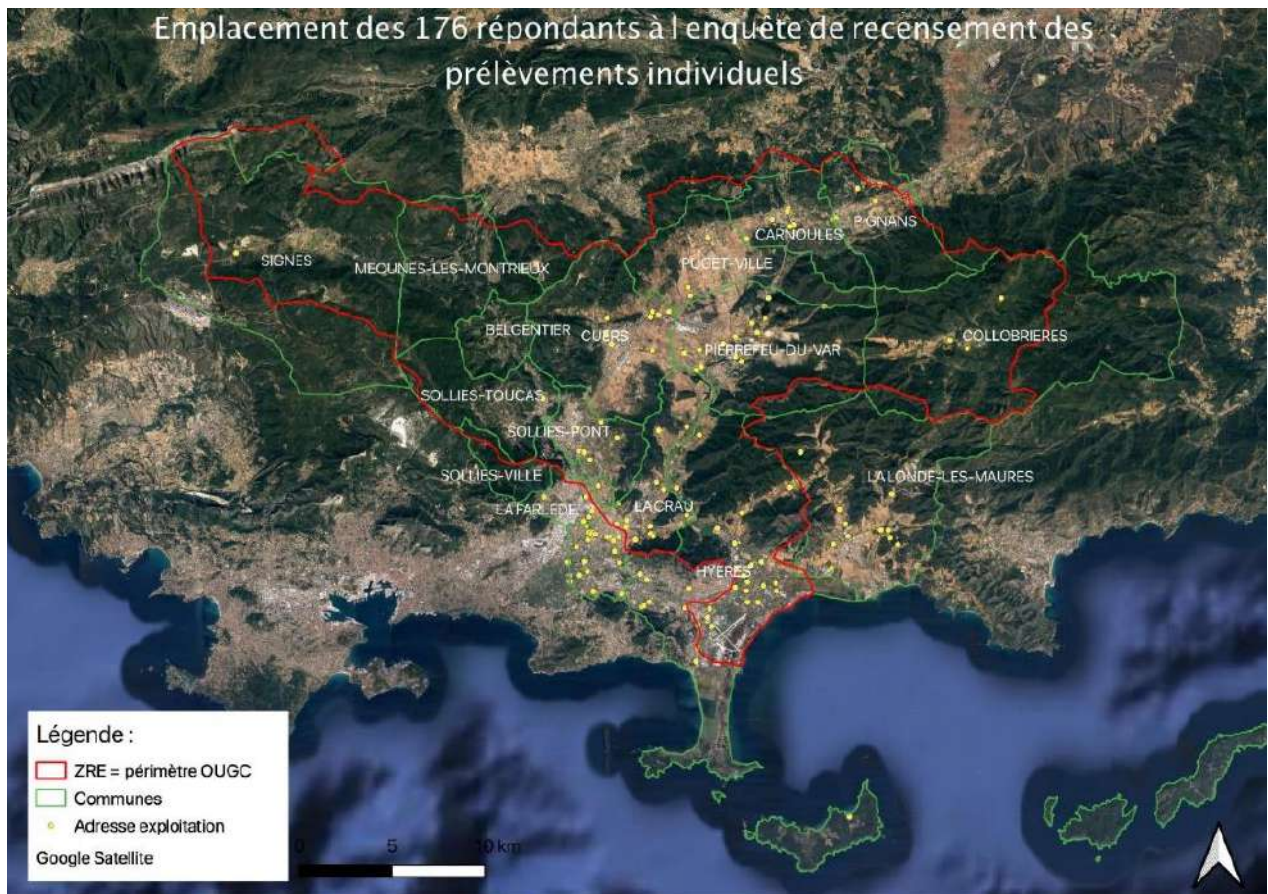 Emplacement des 176 répondants à l enquête de recensement des
prélèvements individuels
PIGNANS
CARNOULES
SIGNES
MEOUNES-LES-MONTRIEUX
PUGET-VILLE
BELGENTIER
CUERS
COLLOBRIERES
PIERREFEU-DU-VAR
SOLLIES-TOUCAS
SOLLIES-PONT
SOLLIES-VILLE
LA LONDE-LES-MAURES
LA FARLEDE
LA CRAU
HYERES
Légende :
ZRE = périmètre OUGC
Communes
Adresse exploitation
Google Satellite
0 5 10 km